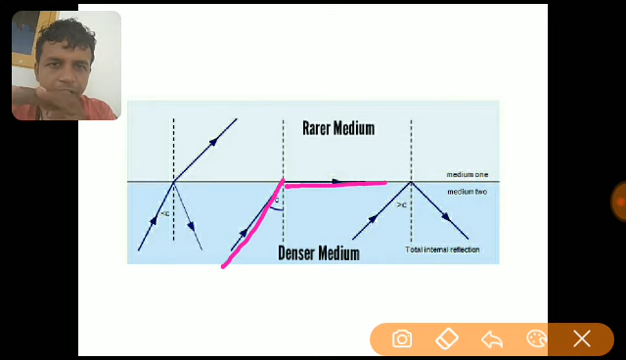 Rarer Medium
medium one
medium two
<c
c
>c
Total internal reflection
Denser Medium